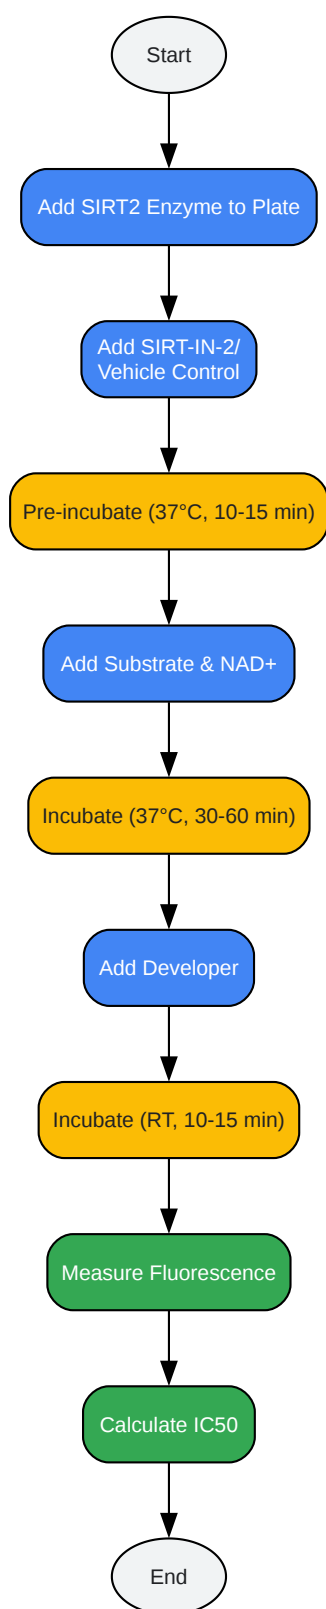 Start
Add SIRT2 Enzyme to Plate
Add SIRT-IN-2/
Vehicle Control
Pre-incubate (37°C, 10-15 min)
Add Substrate & NAD+
Incubate (37°C, 30-60 min)
Add Developer
Incubate (RT, 10-15 min)
Measure Fluorescence
Calculate IC50
End